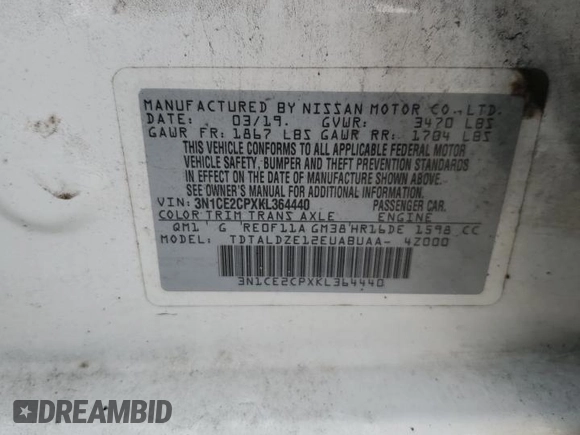 MANUFACTURED BY NISSAN MOTOR CO.,LTD.
DATE: 03/19. GVWR: 3470 LBS
GAWR FR: 1867 LBS GAWR RR: 1704 LBS
THIS VEHICLE CONFORMS TO ALL APPLICABLE FEDERAL MOTOR
VEHICLE SAFETY, BUMPER AND THEFT PREVENTION STANDARDS
IN EFFECT ON THE DATE OF MANUFACTURE SHOWN ABOVE.
SEE OWNER'S MANUAL FOR ADDITIONAL INFORMATION.
VIN: 3N1CE2CPXKL364440 PASSENGER CAR.
COLOR TRIM TRANS AXLE ENGINE
QM1 G RE0F11A GM38 HR16DE 1598 CC
MODEL: TDTALDZE12EUABUAA- 4Z000
3N1CE2CPXKL364440
DREAMBID